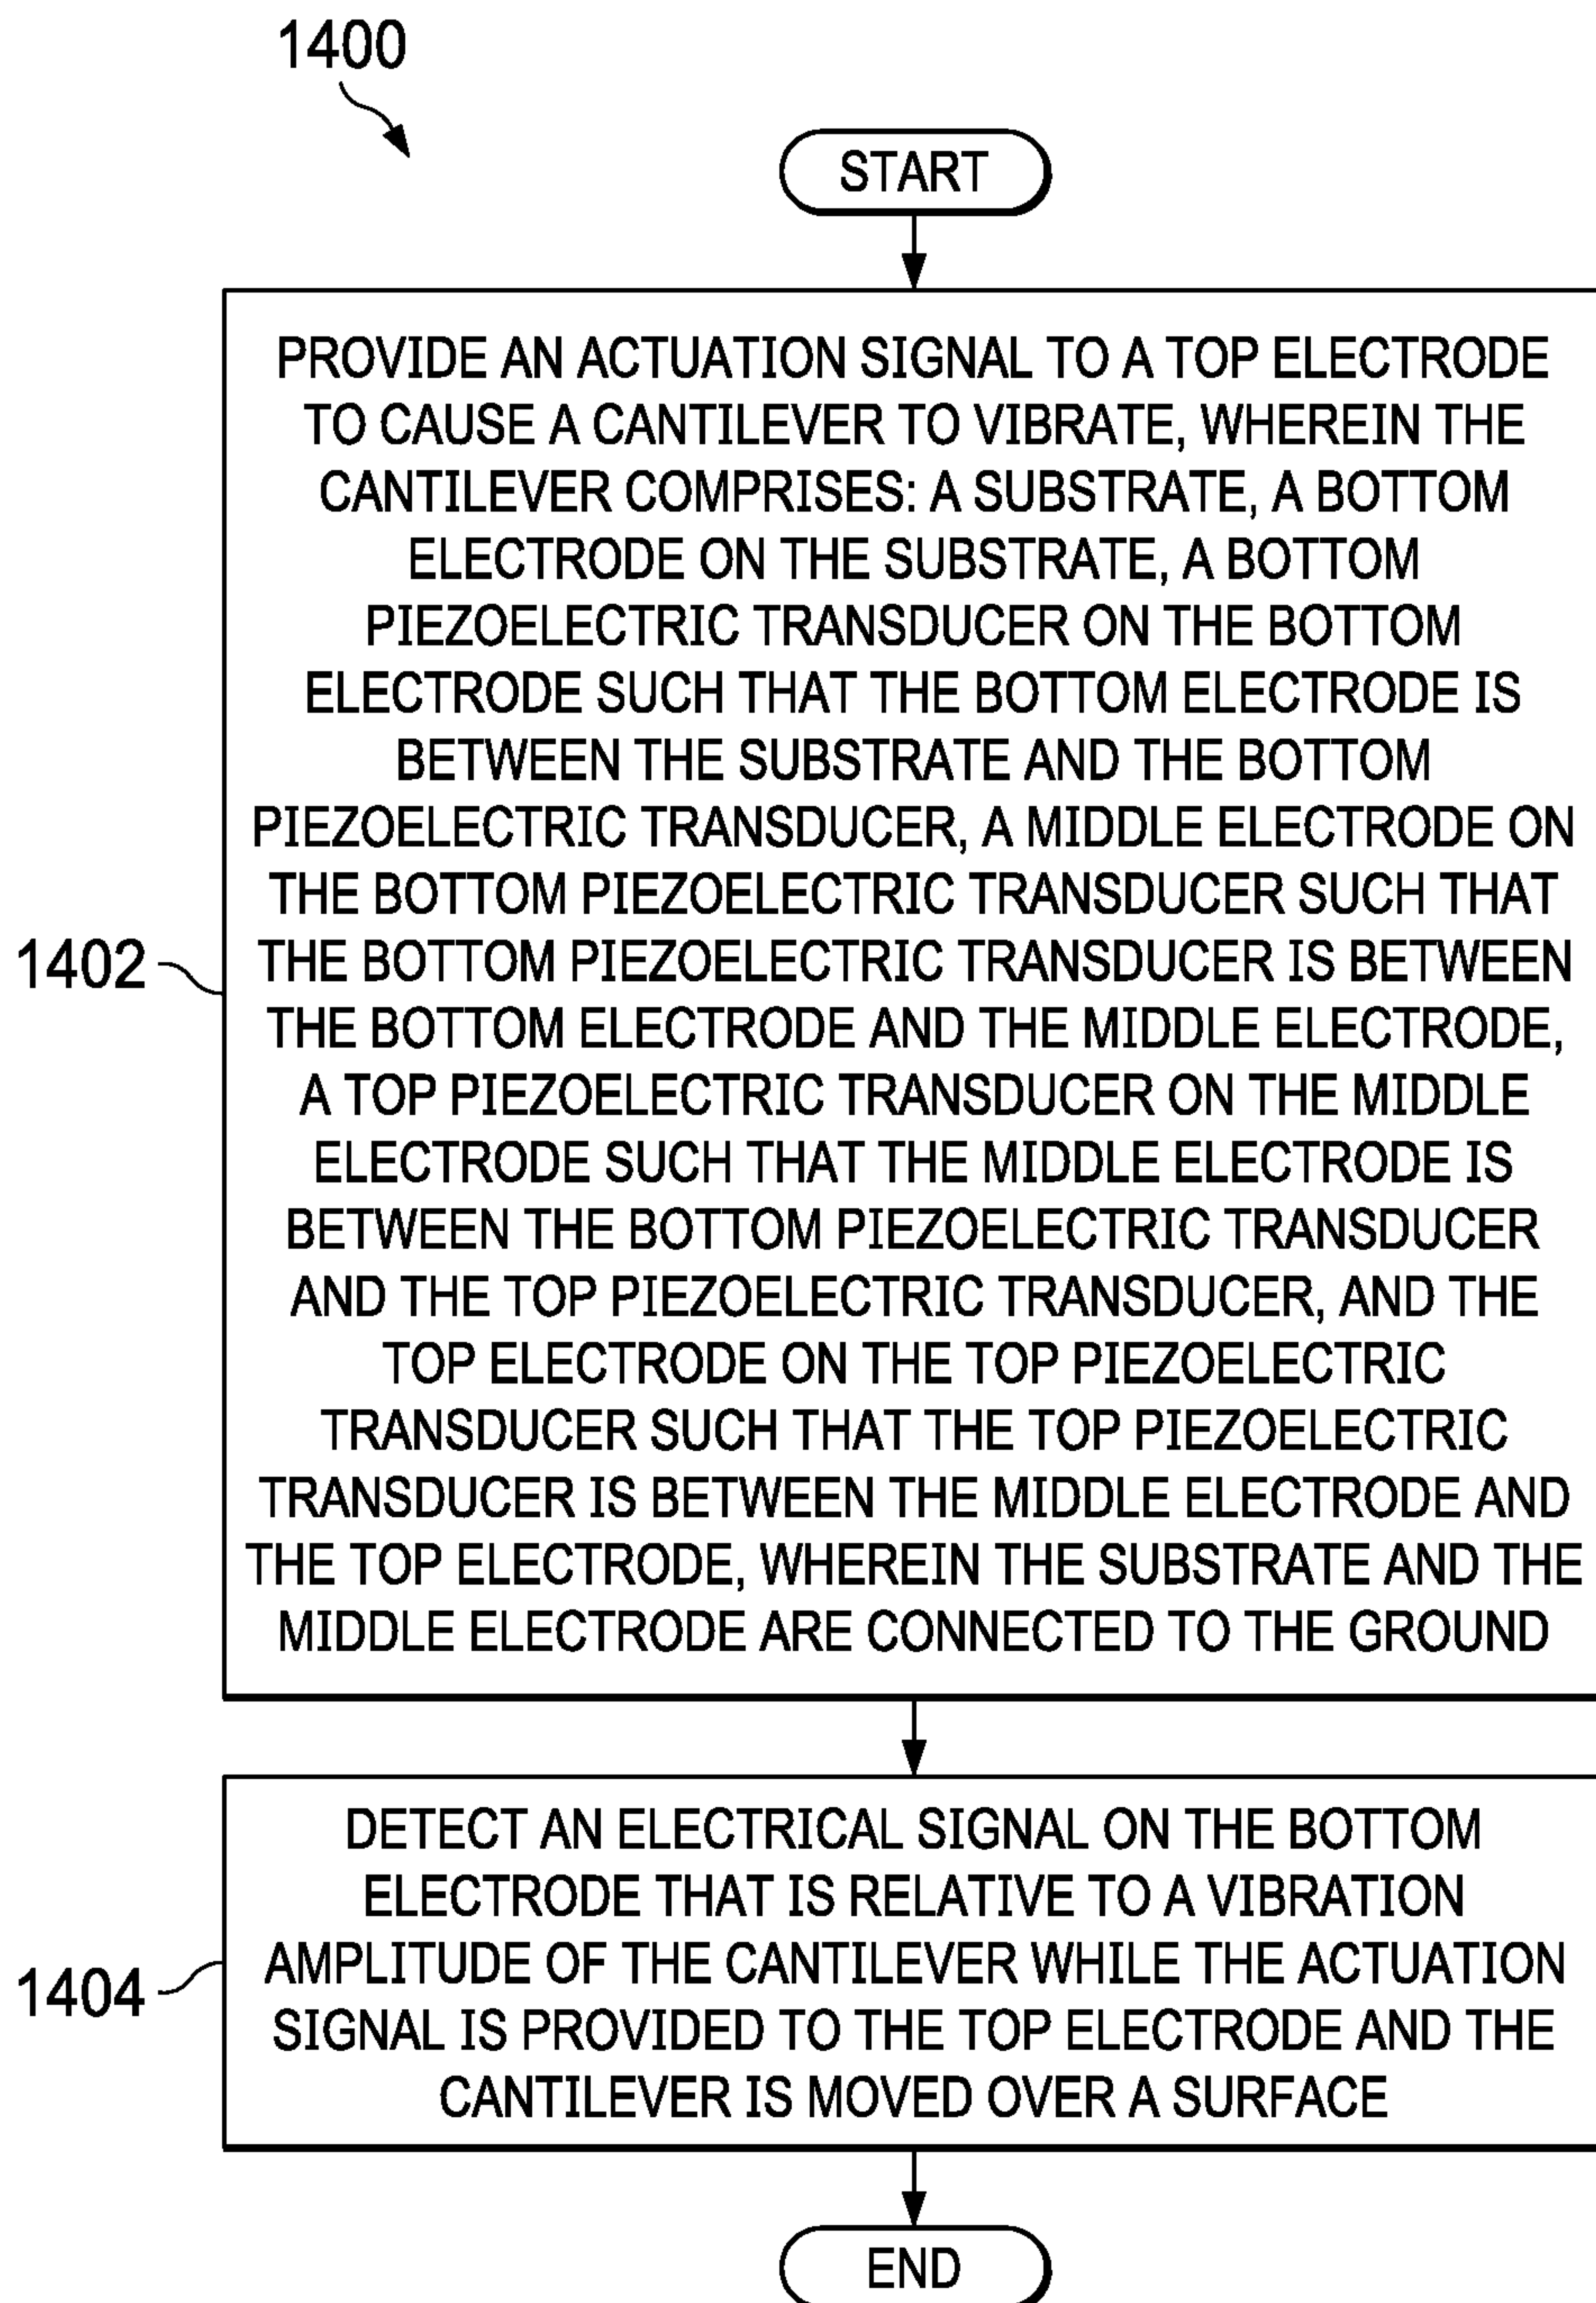 1400
START
PROVIDE AN ACTUATION SIGNAL TO A TOP ELECTRODE
TO CAUSE A CANTILEVER TO VIBRATE, WHEREIN THE
CANTILEVER COMPRISES: A SUBSTRATE, A BOTTOM
ELECTRODE ON THE SUBSTRATE, A BOTTOM
PIEZOELECTRIC TRANSDUCER ON THE BOTTOM
ELECTRODE SUCH THAT THE BOTTOM ELECTRODE IS
BETWEEN THE SUBSTRATE AND THE BOTTOM
PIEZOELECTRIC TRANSDUCER, A MIDDLE ELECTRODE ON
THE BOTTOM PIEZOELECTRIC TRANSDUCER SUCH THAT
THE BOTTOM PIEZOELECTRIC TRANSDUCER IS BETWEEN
THE BOTTOM ELECTRODE AND THE MIDDLE ELECTRODE,
A TOP PIEZOELECTRIC TRANSDUCER ON THE MIDDLE
ELECTRODE SUCH THAT THE MIDDLE ELECTRODE IS
BETWEEN THE BOTTOM PIEZOELECTRIC TRANSDUCER
AND THE TOP PIEZOELECTRIC TRANSDUCER, AND THE
TOP ELECTRODE ON THE TOP PIEZOELECTRIC
TRANSDUCER SUCH THAT THE TOP PIEZOELECTRIC
TRANSDUCER IS BETWEEN THE MIDDLE ELECTRODE AND
THE TOP ELECTRODE, WHEREIN THE SUBSTRATE AND THE
MIDDLE ELECTRODE ARE CONNECTED TO THE GROUND
1402
DETECT AN ELECTRICAL SIGNAL ON THE BOTTOM
ELECTRODE THAT IS RELATIVE TO A VIBRATION
AMPLITUDE OF THE CANTILEVER WHILE THE ACTUATION
SIGNAL IS PROVIDED TO THE TOP ELECTRODE AND THE
CANTILEVER IS MOVED OVER A SURFACE
1404
END